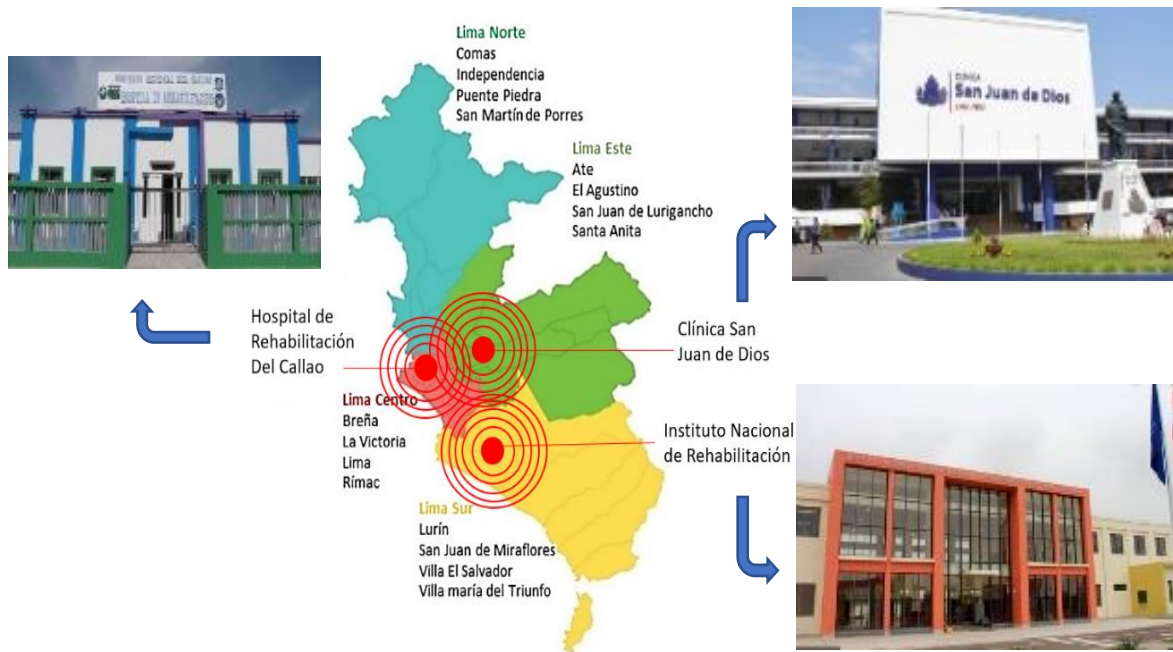 Lima Norte
Comas
Independencia
Puente Piedra
San Martín de Porres
Lima Este
Ate
El Agustino
San Juan de Lurigancho
Santa Anita
CLÍNICA
San Juan de Dios
Hospital de
Rehabilitación
Del Callao
Clínica San
Juan de Dios
Lima Centro
Breña
La Victoria
Lima
Rímac
Instituto Nacional
de Rehabilitación
Lima Sur
Lurín
San Juan de Miraflores
Villa El Salvador
Villa maría del Triunfo